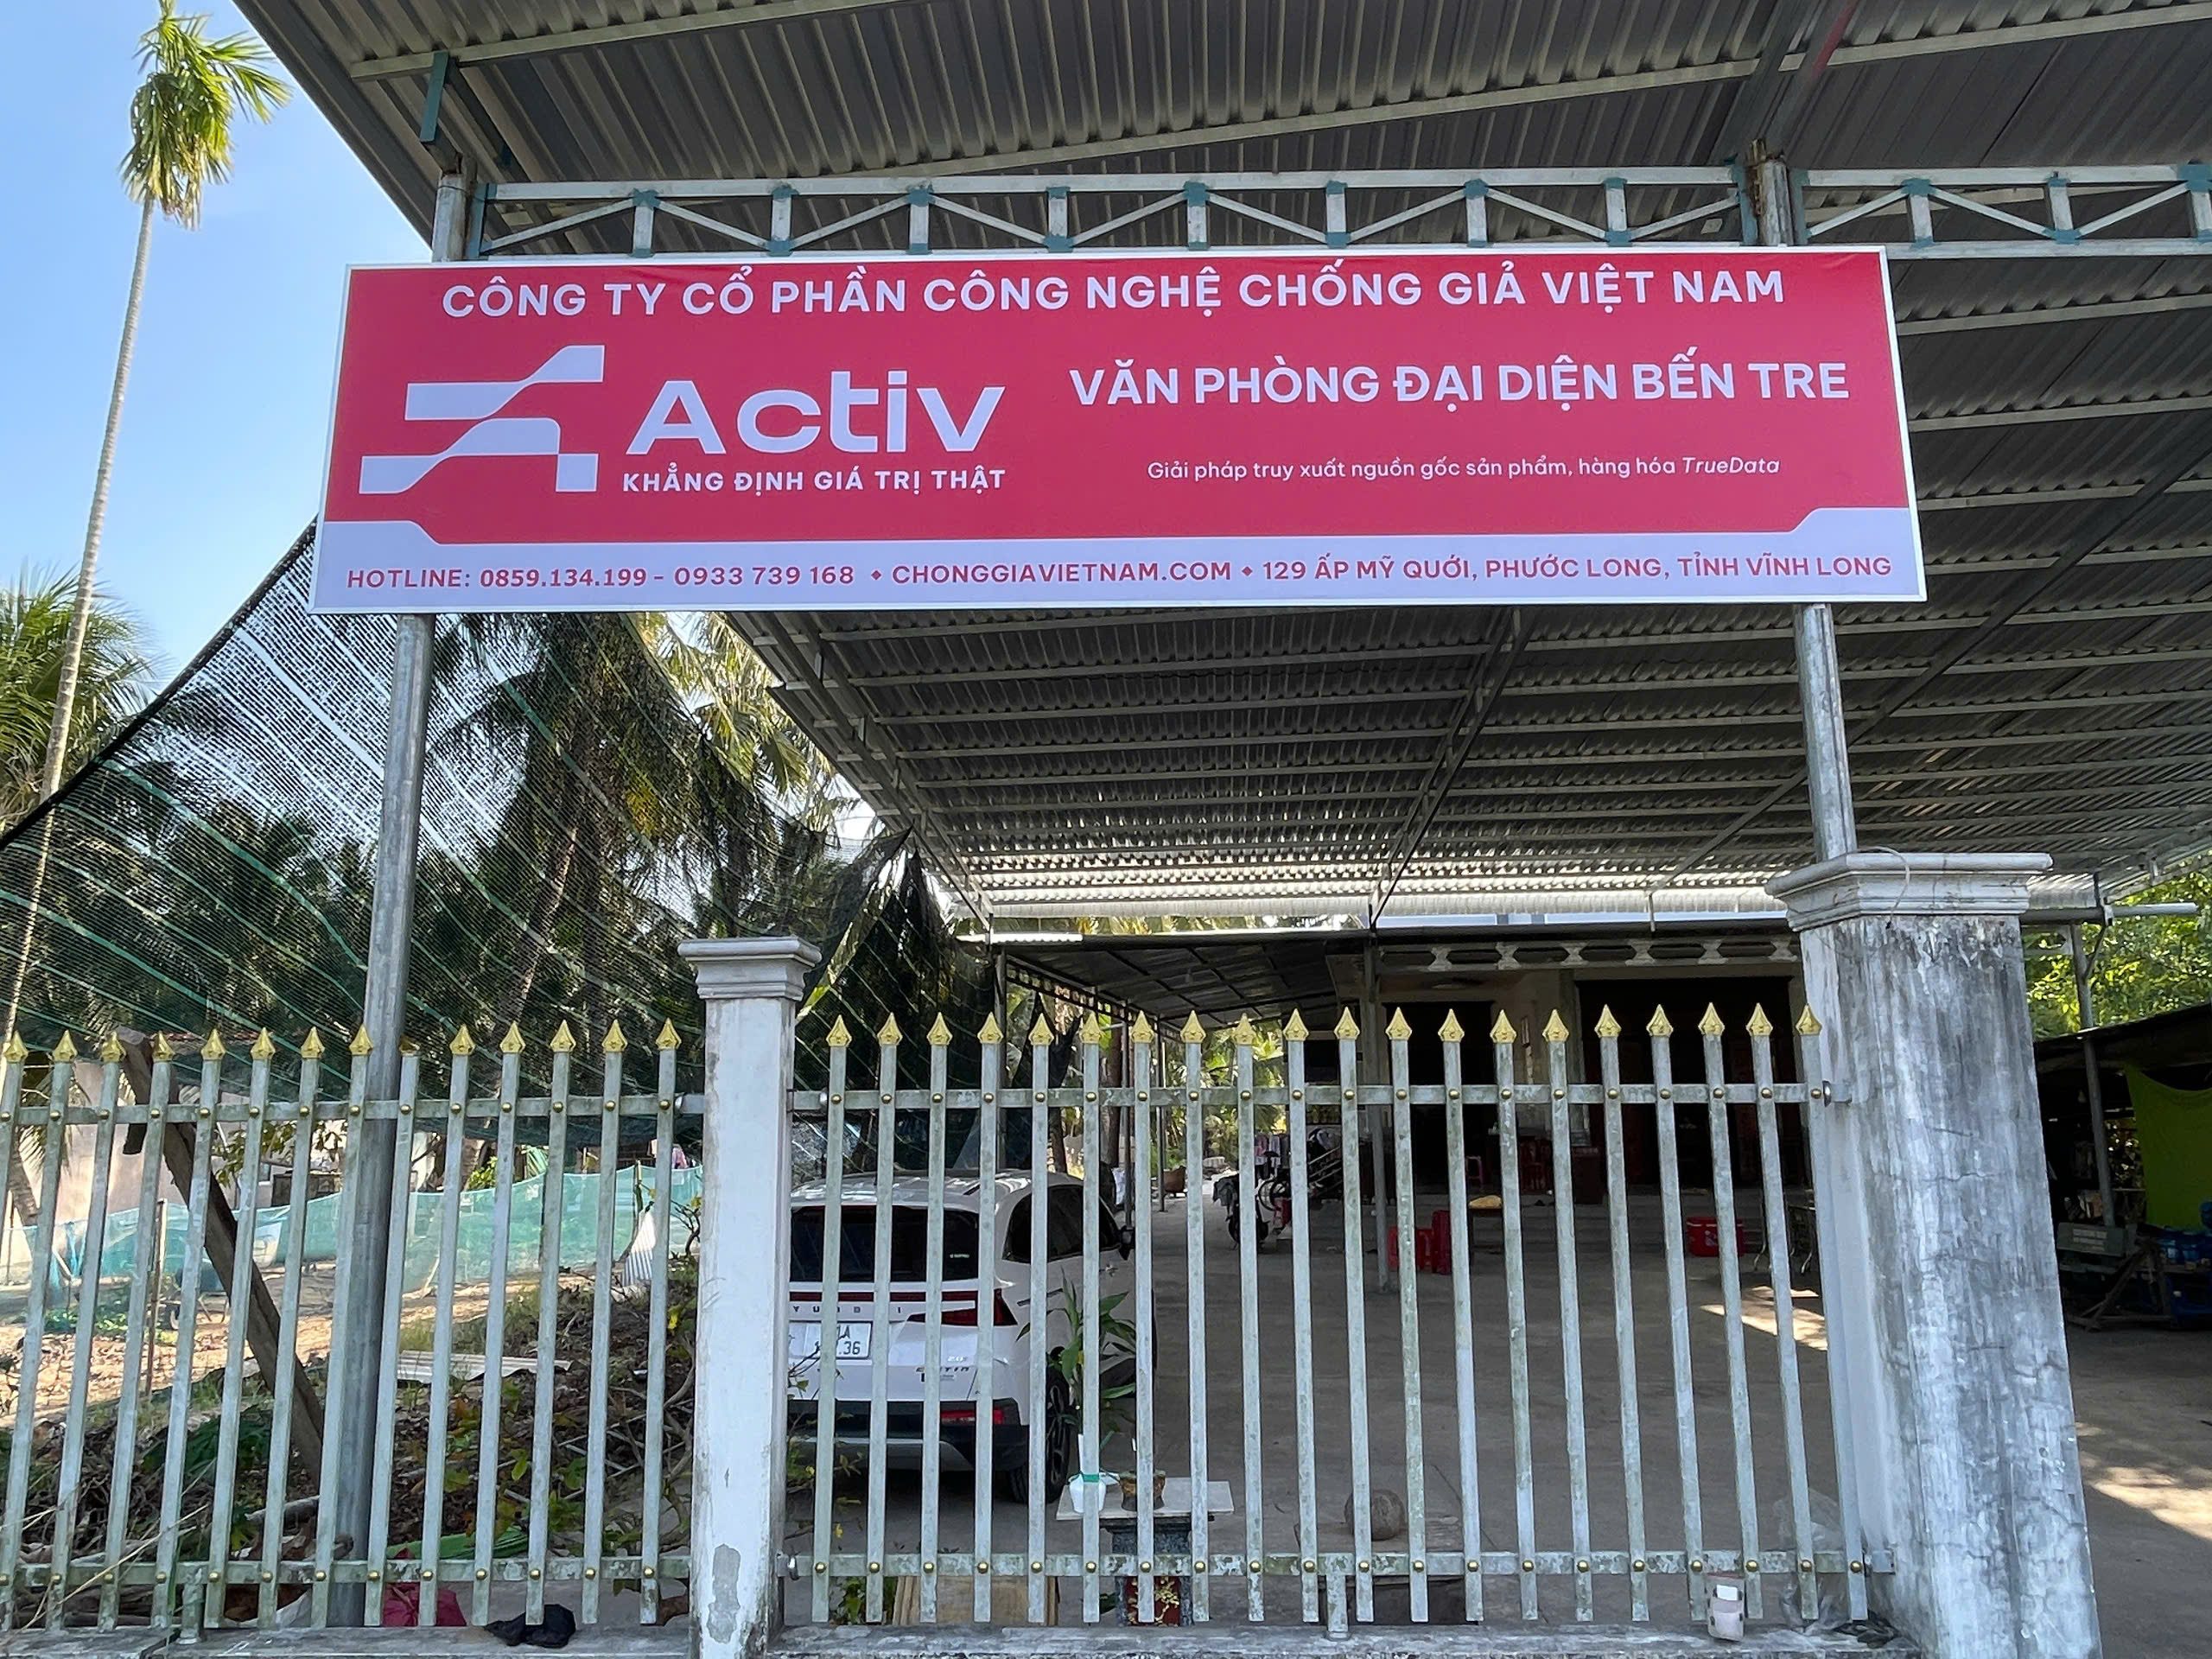 CÔNG TY CỔ PHẦN CÔNG NGHỆ CHỐNG GIẢ VIỆT NAM
Activ
KHẲNG ĐỊNH GIÁ TRỊ THẬT
VĂN PHÒNG ĐẠI DIỆN BẾN TRE
Giải pháp truy xuất nguồn gốc sản phẩm, hàng hóa TrueData
HOTLINE: 0859.134.199 - 0933 739 168 • CHONGGIAVIETNAM.COM • 129 ẤP MỸ QUỚI, PHƯỚC LONG, TỈNH VĨNH LONG